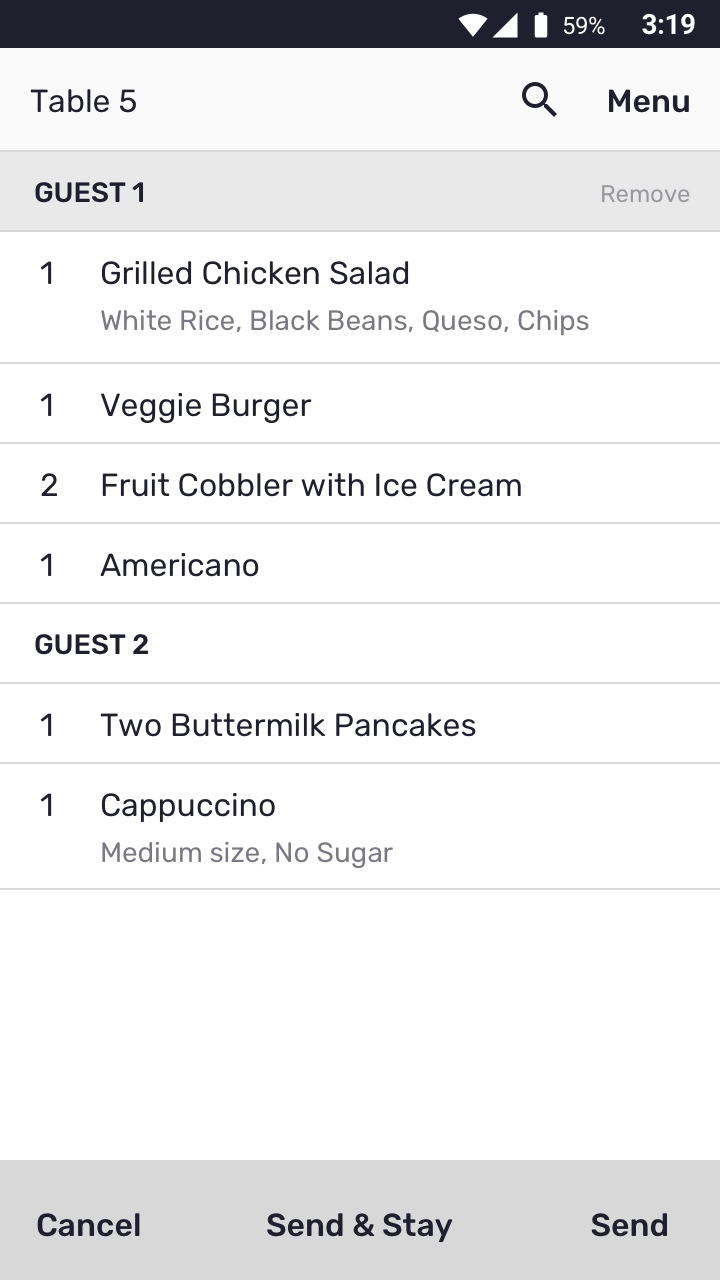 59% 3:19
Table 5 Menu
GUEST 1 Remove
1 Grilled Chicken Salad
White Rice, Black Beans, Queso, Chips
1 Veggie Burger
2 Fruit Cobbler with Ice Cream
1 Americano
GUEST 2
1 Two Buttermilk Pancakes
1 Cappuccino
Medium size, No Sugar
Cancel Send & Stay Send